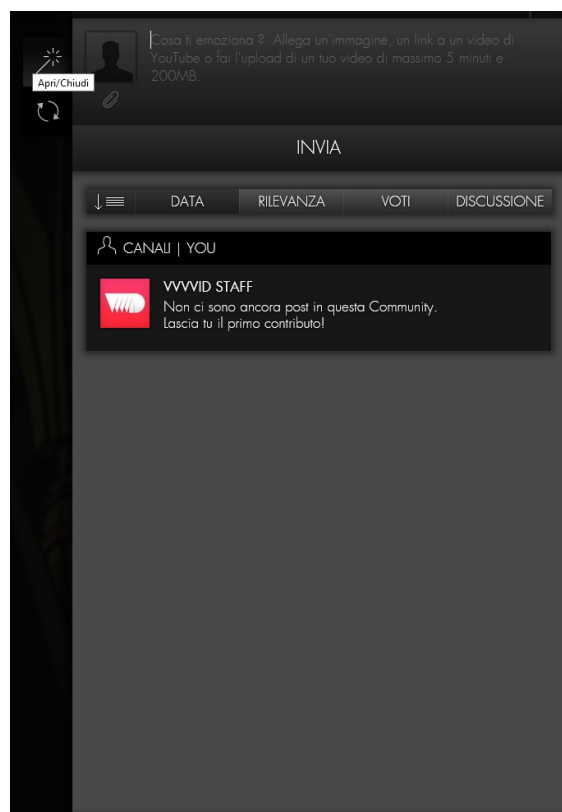 Cosa ti emoziona ?. Allega un'immagine, un link a un video di
YouTube o fai l'upload di un tuo video di massimo 5 minuti e
200MB.
Apri/Chiudi
INVIA
DATA RILEVANZA VOTI DISCUSSIONE
CANALI | YOU
VVVVID STAFF
Non ci sono ancora post in questa Community.
Lascia tu il primo contributo!